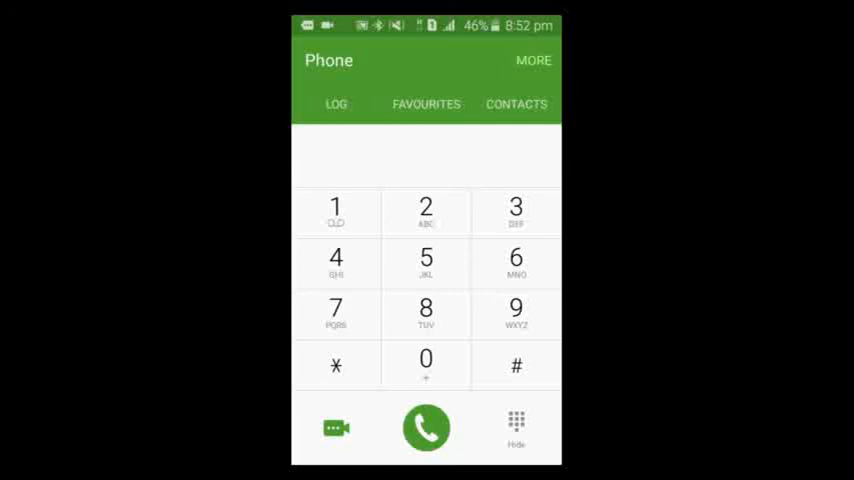 46% 8:52 pm
Phone MORE
LOG FAVOURITES CONTACTS
1 2 3
ABC DEF
4 5 6
GHI JKL MNO
7 8 9
PQRS TUV WXYZ
* 0 #
+
Hide